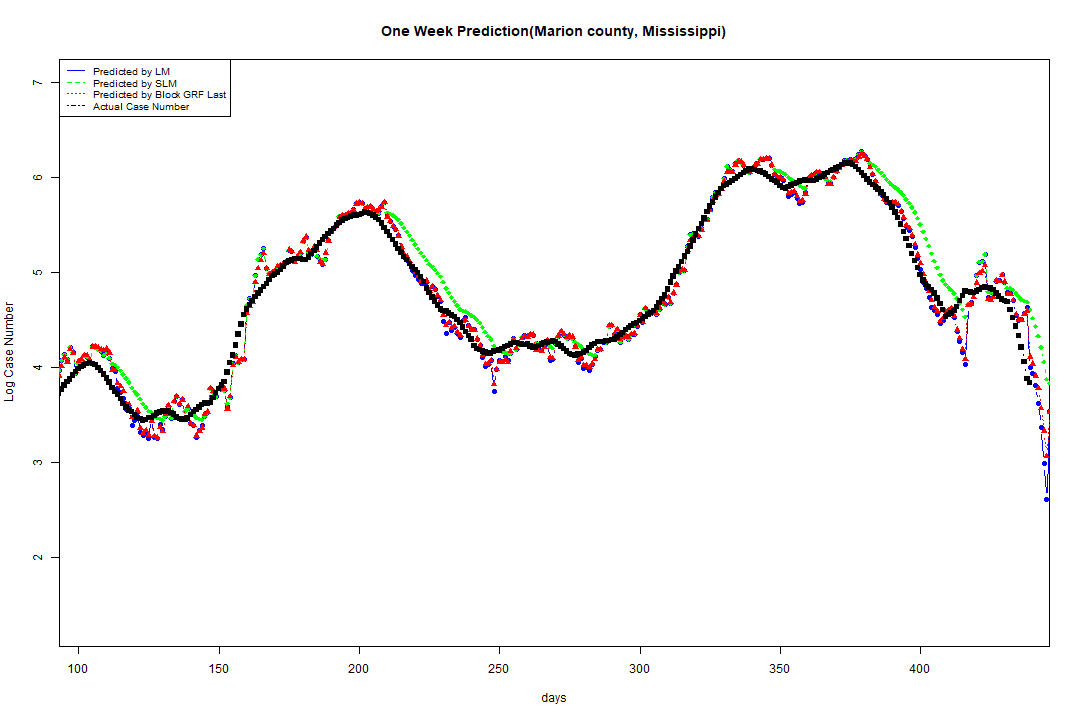 One Week Prediction(Marion county, Mississippi)
Predicted by LM
Predicted by SLM
Predicted by Block GRF Last
Actual Case Number
7
6
5
4
3
2
Log Case Number
100 150 200 250 300 350 400
days